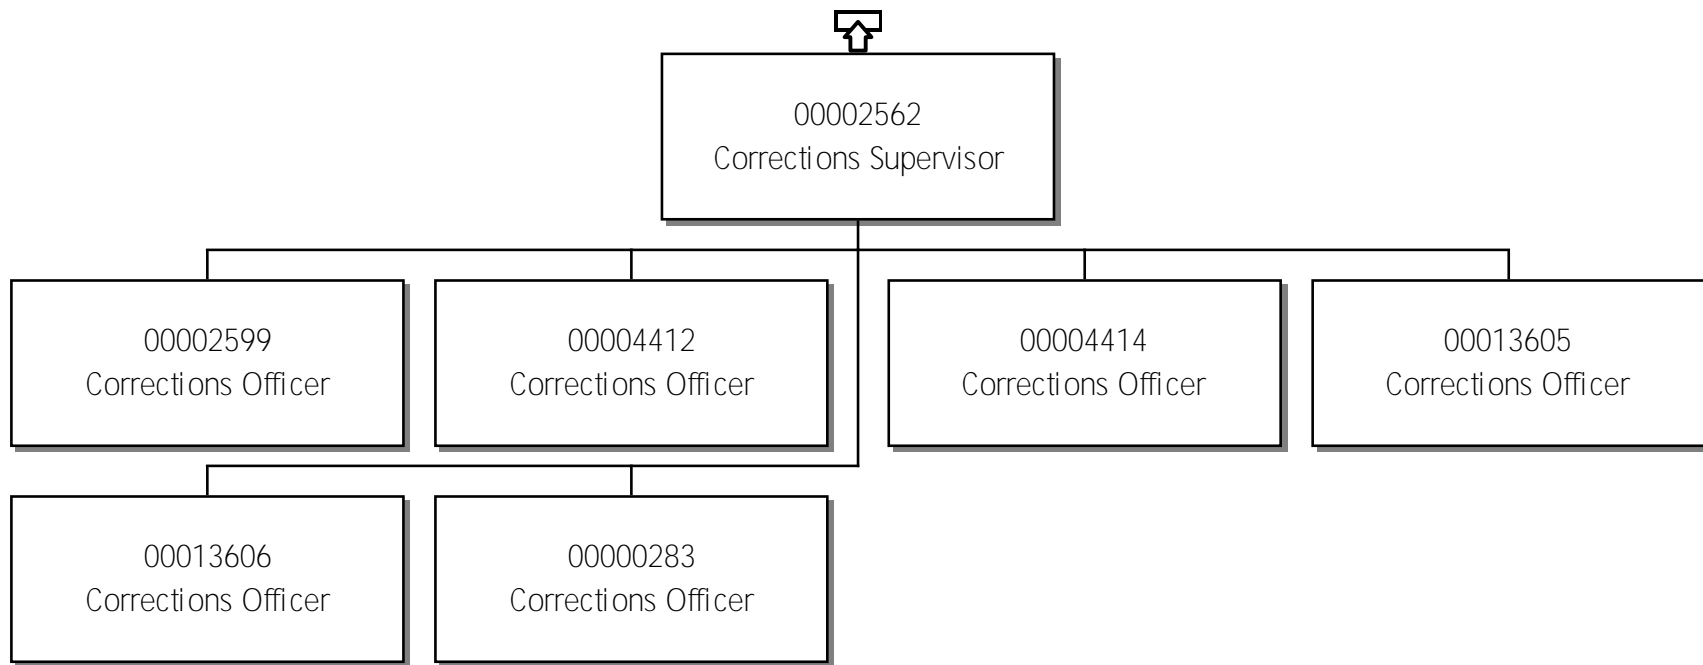 00002562
Corrections Supervisor
00002599
Corrections Officer
00004412
Corrections Officer
00004414
Corrections Officer
00013605
Corrections Officer
00013606
Corrections Officer
00000283
Corrections Officer